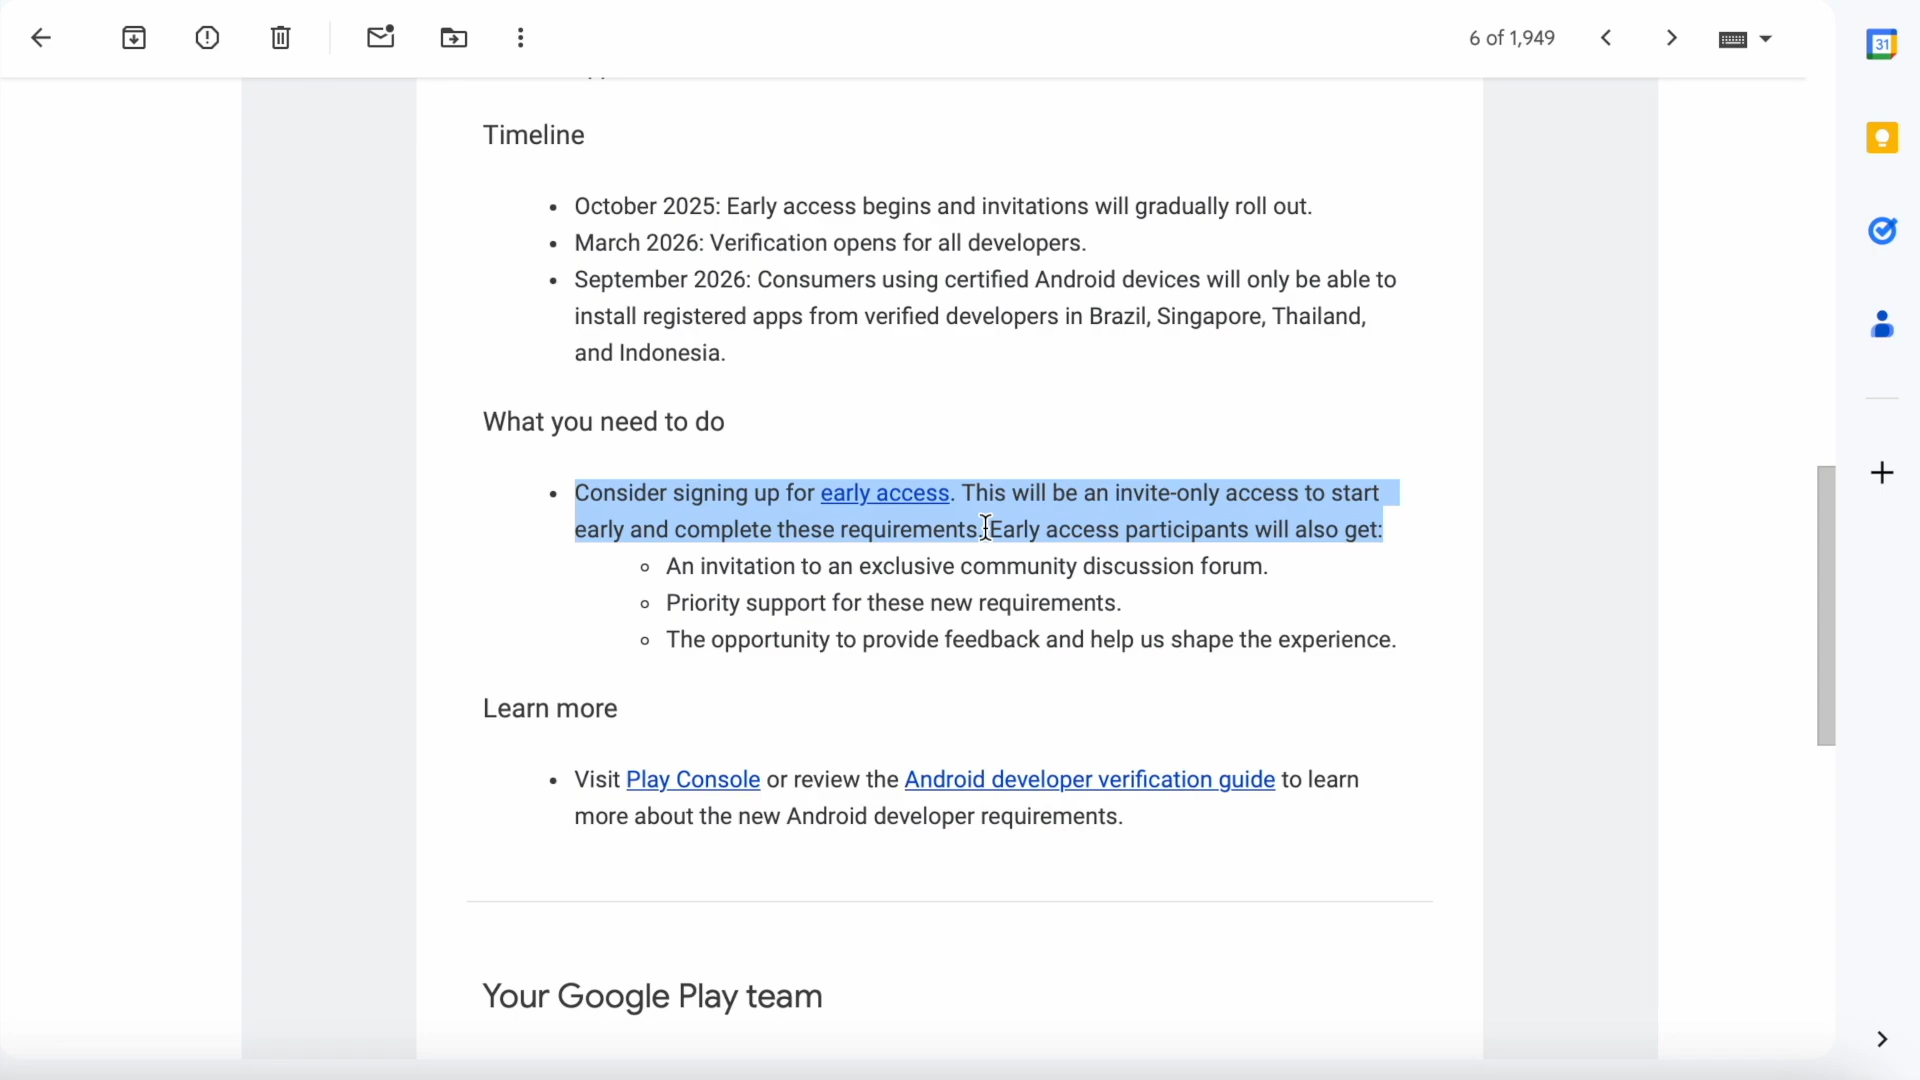 6 of 1,949
31
Timeline
• October 2025: Early access begins and invitations will gradually roll out.
• March 2026: Verification opens for all developers.
• September 2026: Consumers using certified Android devices will only be able to
install registered apps from verified developers in Brazil, Singapore, Thailand,
and Indonesia.
What you need to do
• Consider signing up for early access. This will be an invite-only access to start
early and complete these requirements. Early access participants will also get:
◦ An invitation to an exclusive community discussion forum.
◦ Priority support for these new requirements.
◦ The opportunity to provide feedback and help us shape the experience.
Learn more
• Visit Play Console or review the Android developer verification guide to learn
more about the new Android developer requirements.
Your Google Play team